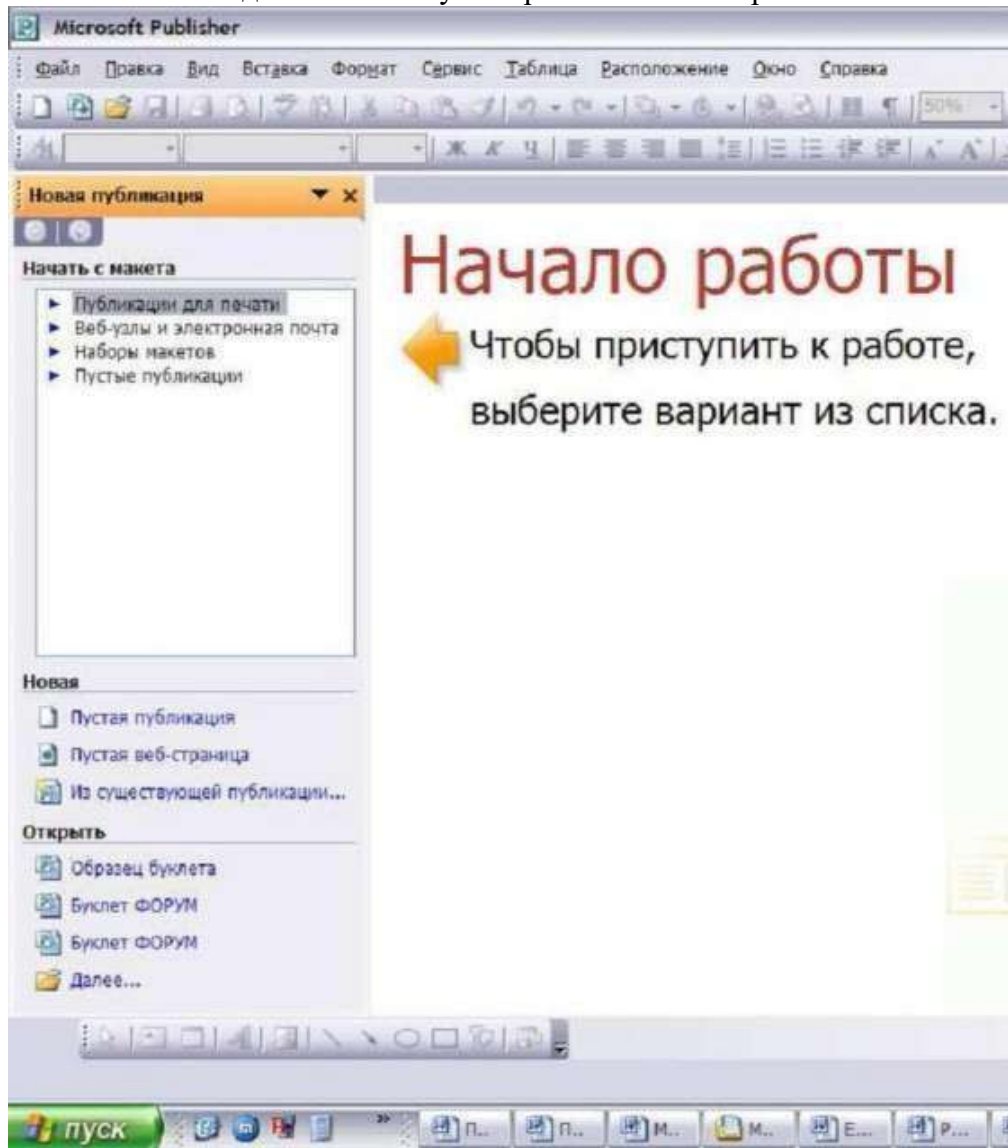 Microsoft Publisher
Файл Правка Вид Вставка Формат Сервис Таблица Расположение Окно Справка
50%
Ж К Ч
Новая публикация
Начать с макета
Публикации для печати
Веб-узлы и электронная почта
Наборы макетов
Пустые публикации
Начало работы
Чтобы приступить к работе,
выберите вариант из списка.
Новая
Пустая публикация
Пустая веб-страница
Из существующей публикации...
Открыть
Образец буклета
Буклет ФОРУМ
Буклет ФОРУМ
Далее...
пуск
П... П... М... М... Е... Р...